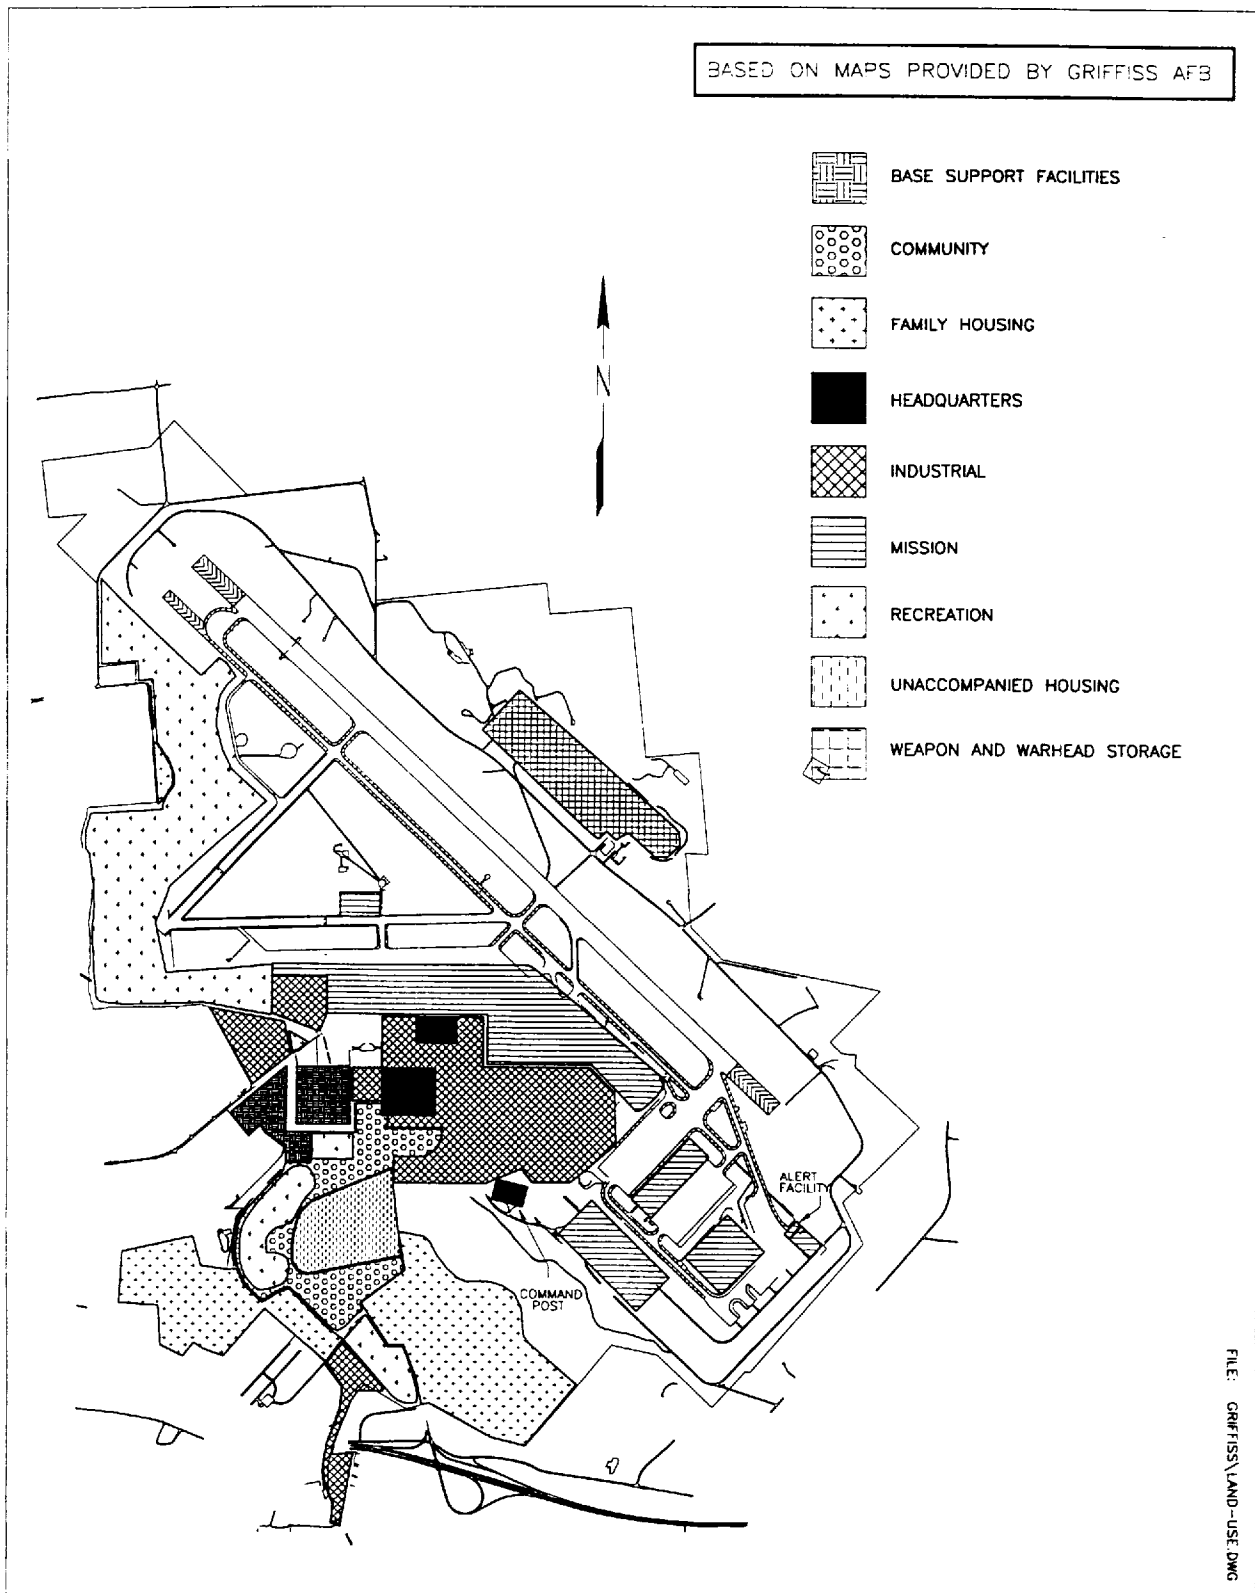 BASED ON MAPS PROVIDED BY GRIFFISS AFB
BASE SUPPORT FACILITIES
COMMUNITY
FAMILY HOUSING
N
HEADQUARTERS
INDUSTRIAL
MISSION
RECREATION
UNACCOMPANIED HOUSING
WEAPON AND WARHEAD STORAGE
ALERT
FACILITY
COMMAND
POST
FILE: GRIFFISS\LAND-USE.DWG